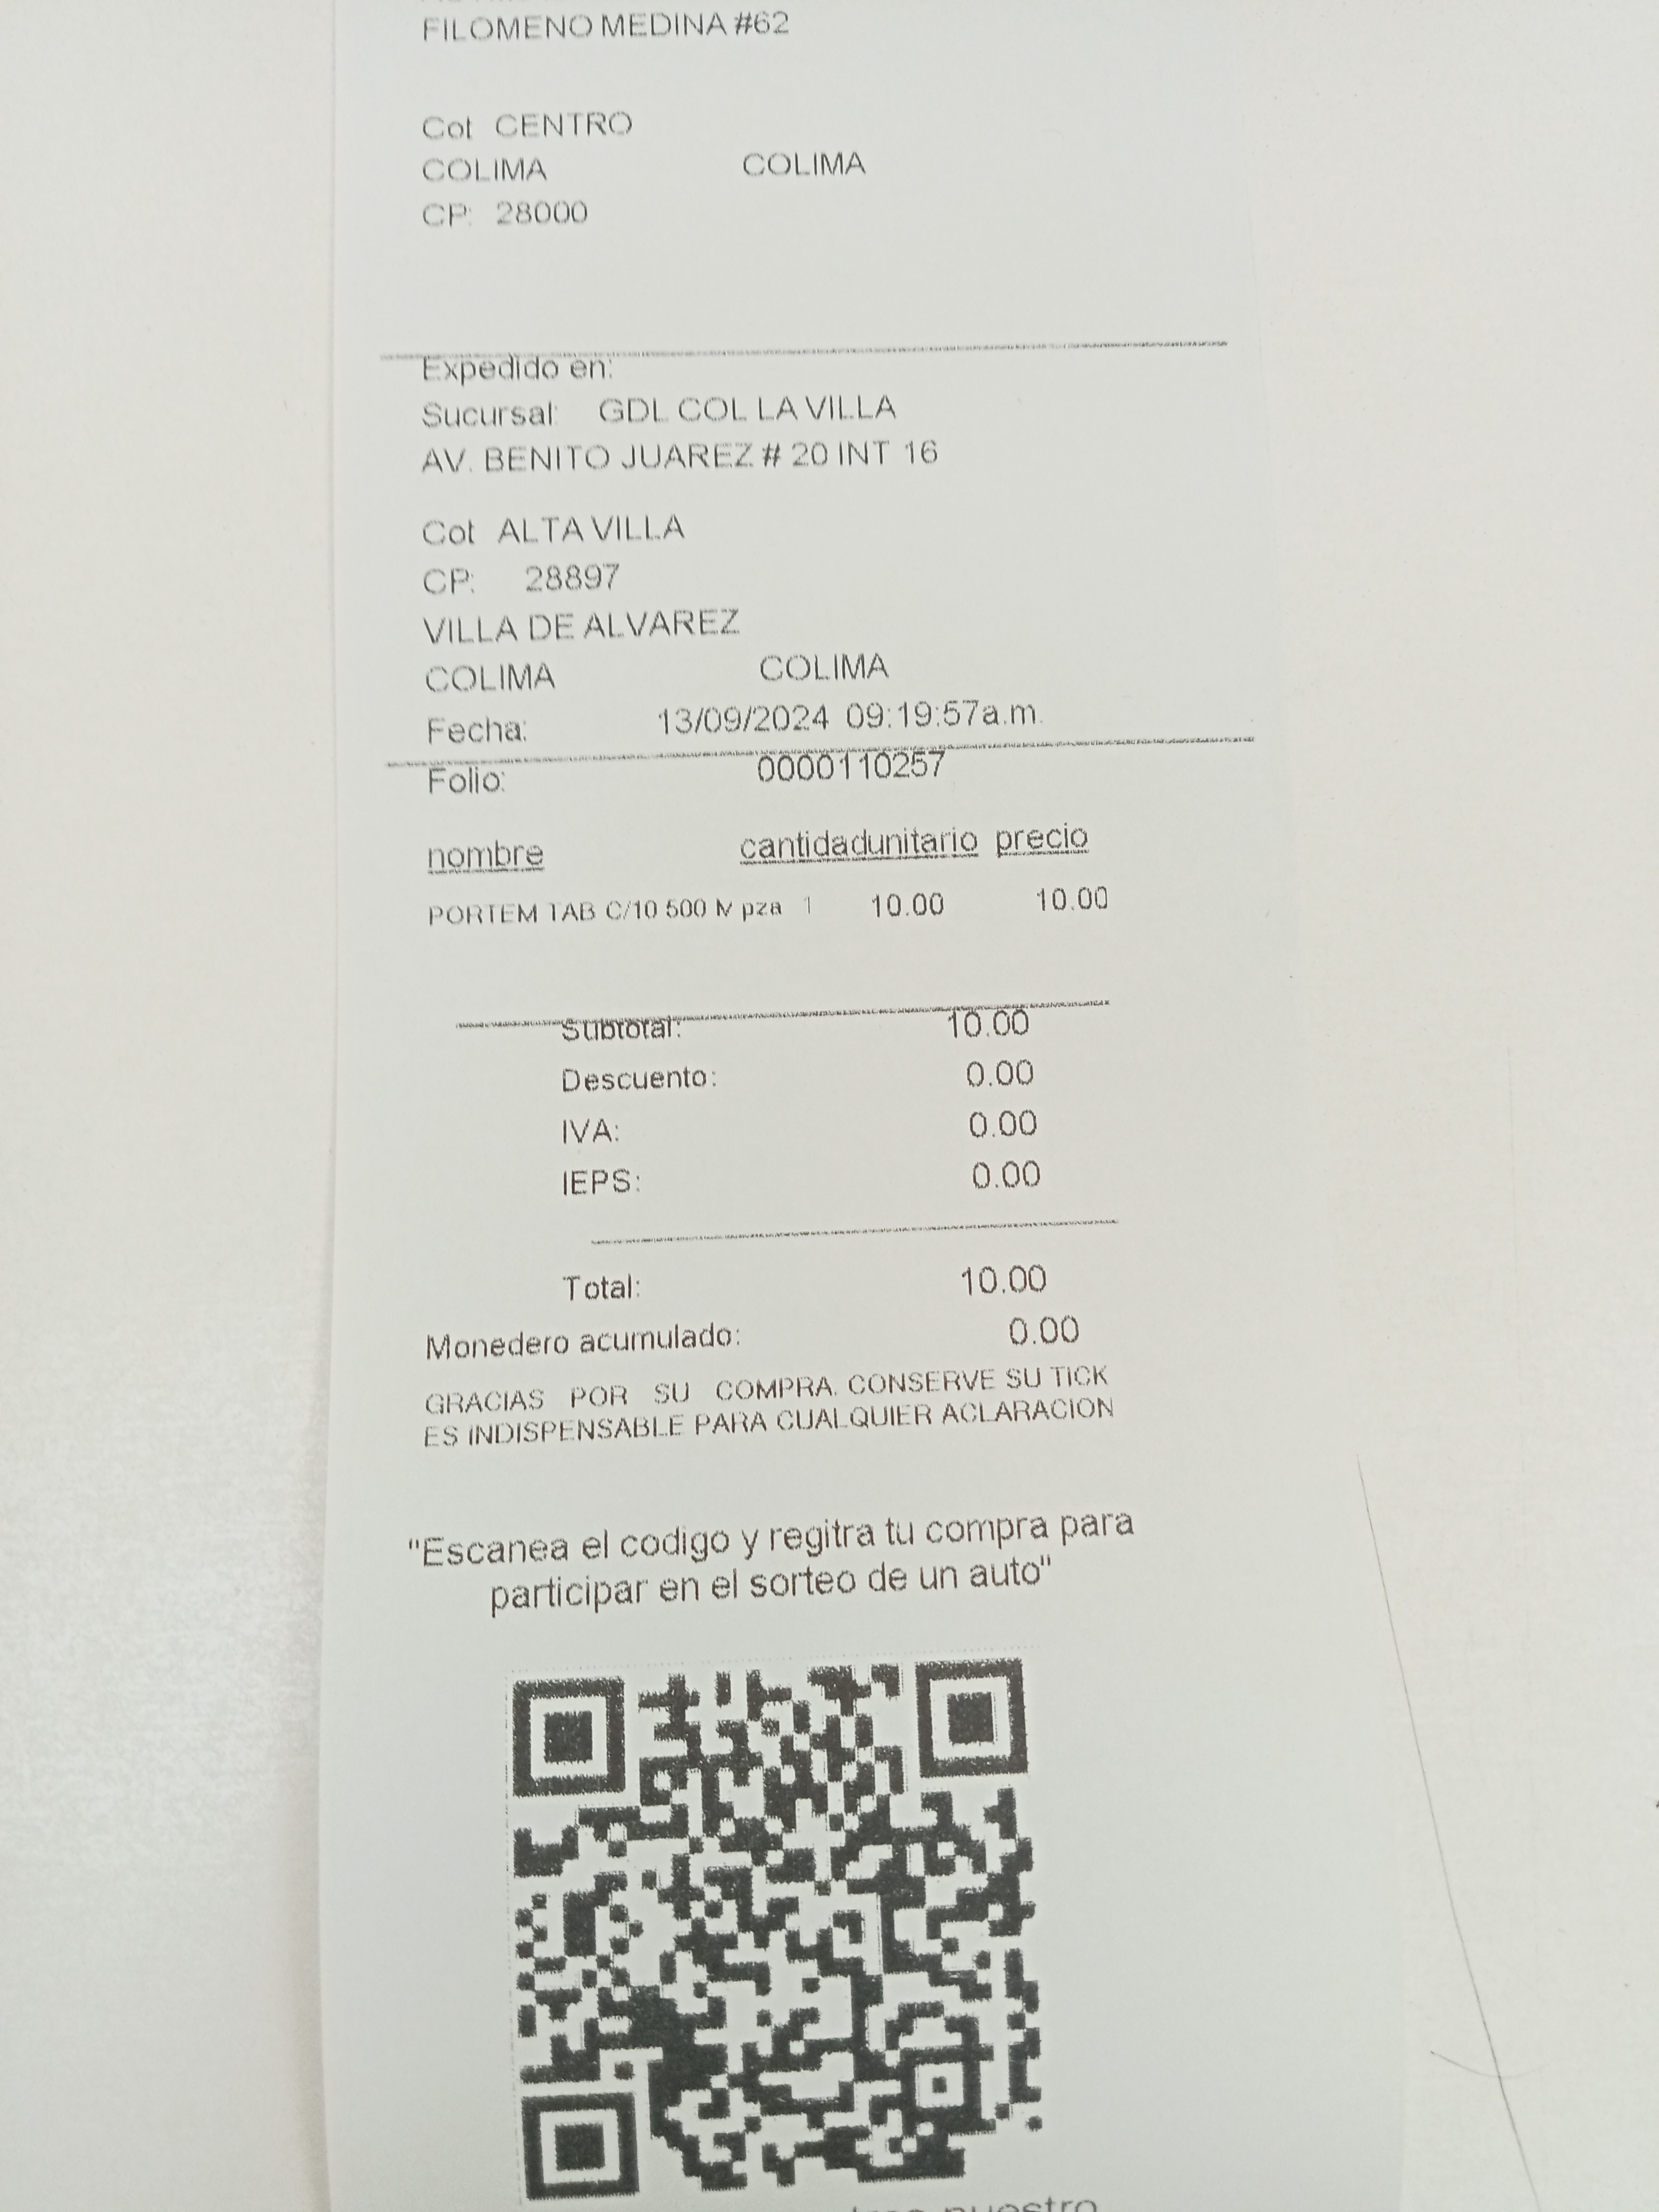 FILOMENO MEDINA #62
Col: CENTRO
COLIMA COLIMA
CP: 28000
Expedido en:
Sucursal: GDL COL LA VILLA
AV. BENITO JUAREZ # 20 INT 16
Col: ALTA VILLA
CP: 28897
VILLA DE ALVAREZ
COLIMA COLIMA
Fecha: 13/09/2024 09:19:57a.m.
Folio: 0000110257
nombre cantidadunitario precio
PORTEM TAB C/10 500 M pza 1 10.00 10.00
Subtotal: 10.00
Descuento: 0.00
IVA: 0.00
IEPS: 0.00
Total: 10.00
Monedero acumulado: 0.00
GRACIAS POR SU COMPRA. CONSERVE SU TICK
ES INDISPENSABLE PARA CUALQUIER ACLARACION
"Escanea el codigo y regitra tu compra para
participar en el sorteo de un auto"
nuestro